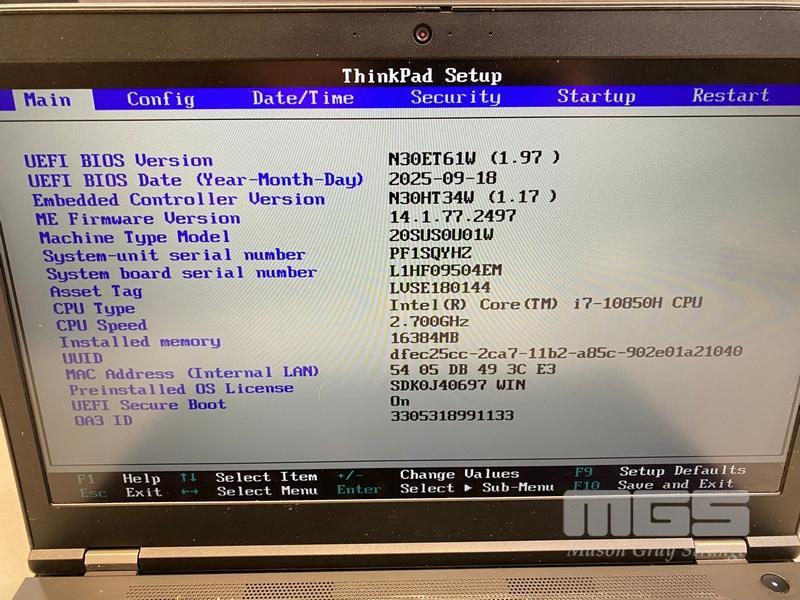 ThinkPad Setup
Main Config Date/Time Security Startup Restart
UEFI BIOS Version N30ET61W (1.97 )
UEFI BIOS Date (Year-Month-Day) 2025-09-18
Embedded Controller Version N30HT34W (1.17 )
ME Firmware Version 14.1.77.2497
Machine Type Model 20SUS0U01W
System-unit serial number PF1SQYHZ
System board serial number L1HF09504EM
Asset Tag LVSE180144
CPU Type Intel(R) Core(TM) i7-10850H CPU
CPU Speed 2.700GHz
Installed memory 16384MB
UUID dfec25cc-2ca7-11b2-a85c-902e01a21040
MAC Address (Internal LAN) 54 05 DB 49 3C E3
Preinstalled OS License SDK0J40697 WIN
UEFI Secure Boot On
OA3 ID 3305318991133
F1 Help ↑↓ Select Item +/- Change Values F9 Setup Defaults
Esc Exit ←→ Select Menu Enter Select ▶ Sub-Menu F10 Save and Exit
MGS
Mason Gray Strange